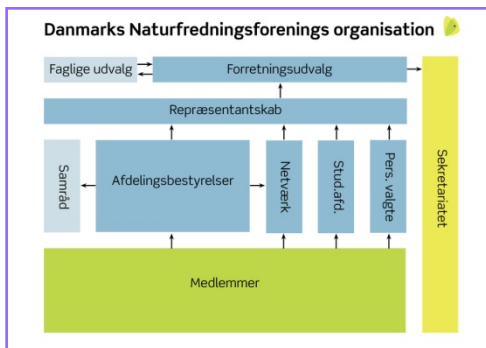 Danmarks Naturfredningsforenings organisation
Faglige udvalg
Forretningsudvalg
Repræsentantskab
Samråd
Afdelingsbestyrelser
Netværk
Stud.afd.
Pers. valgte
Sekretariatet
Medlemmer